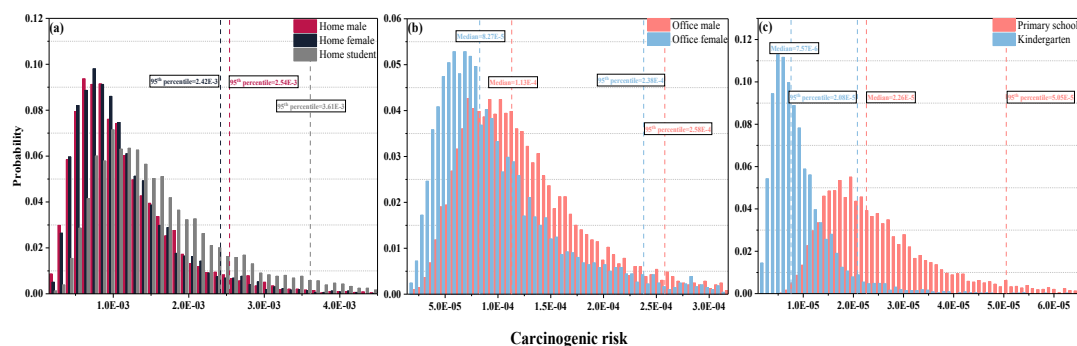 (a)
Home male
Home female
Home student
95th percentile=2.42E-3
95th percentile=2.54E-3
95th percentile=3.61E-3
Probability
0.12
0.10
0.08
0.06
0.04
0.02
0.00
1.0E-03
2.0E-03
3.0E-03
4.0E-03
(b)
Office male
Office female
Median=8.27E-5
Median=1.13E-4
95th percentile=2.38E-4
95th percentile=2.58E-4
0.06
0.05
0.04
0.03
0.02
0.01
0.00
5.0E-05
1.0E-04
1.5E-04
2.0E-04
2.5E-04
3.0E-04
(c)
Primary school
Kindergarten
Median=7.57E-6
95th percentile=2.08E-5
Median=2.26E-5
95th percentile=5.05E-5
0.12
0.10
0.08
0.06
0.04
0.02
0.00
1.0E-05
2.0E-05
3.0E-05
4.0E-05
5.0E-05
6.0E-05
Carcinogenic risk